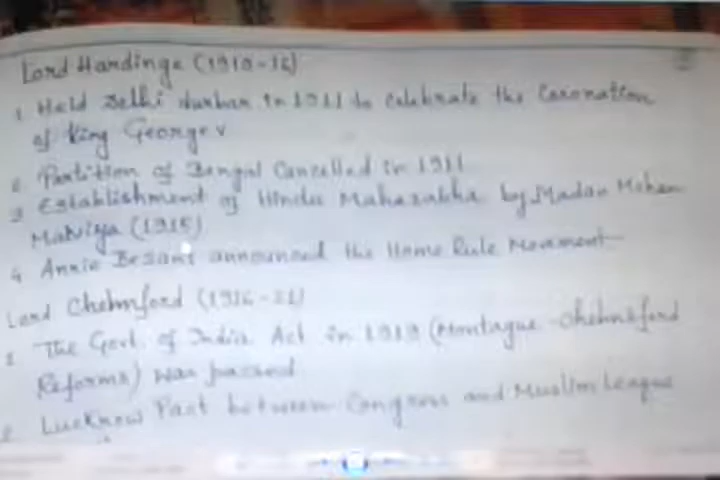 Lord Hardinge (1910-16)
1 Held Delhi durbar in 1911 to celebrate the Coronation
of King George V
2 Partition of Bengal Cancelled in 1911
3 Establishment of Hindu Mahasabha by Madan Mohan
Malviya (1915)
4 Annie Besant announced the Home Rule Movement
Lord Chelmford (1916-21)
1 The Govt. of India Act in 1919 (Montague-Chelmsford
Reforms) was passed
2 Lucknow Pact between Congress and Muslim League